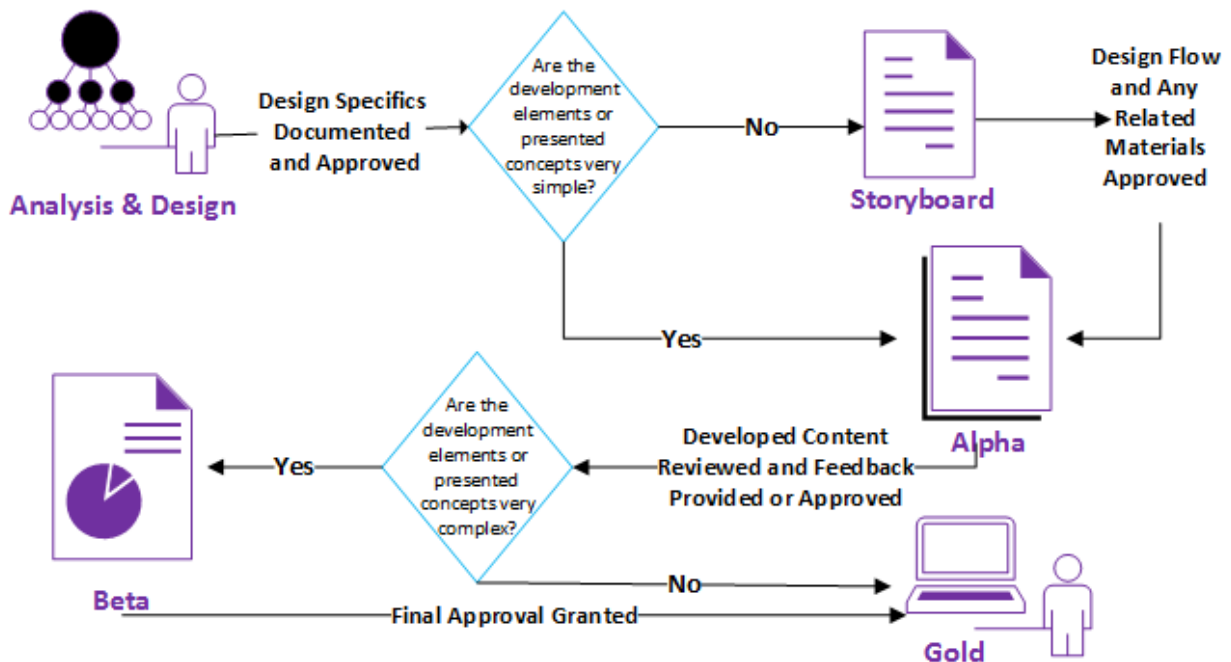 Analysis & Design
Design Specifics
Documented
and Approved
Are the
development
elements or
presented
concepts very
simple?
No
Storyboard
Design Flow
and Any
Related
Materials
Approved
Yes
Alpha
Developed Content
Reviewed and Feedback
Provided or Approved
Are the
development
elements or
presented
concepts very
complex?
Yes
Beta
No
Final Approval Granted
Gold